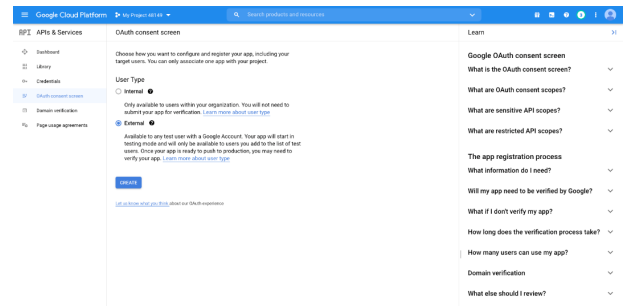 Google Cloud Platform
My Project 48149
Search products and resources
API APIs & Services
OAuth consent screen
Learn
Dashboard
Library
Credentials
OAuth consent screen
Domain verification
Page usage agreements
Choose how you want to configure and register your app, including your
target users. You can only associate one app with your project.
User Type
Internal
Only available to users within your organization. You will not need to
submit your app for verification. Learn more about user type
External
Available to any test user with a Google Account. Your app will start in
testing mode and will only be available to users you add to the list of test
users. Once your app is ready to push to production, you may need to
verify your app. Learn more about user type
CREATE
Let us know what you think about our OAuth experience
Google OAuth consent screen
What is the OAuth consent screen?
What are OAuth consent scopes?
What are sensitive API scopes?
What are restricted API scopes?
The app registration process
What information do I need?
Will my app need to be verified by Google?
What if I don't verify my app?
How long does the verification process take?
How many users can use my app?
Domain verification
What else should I review?